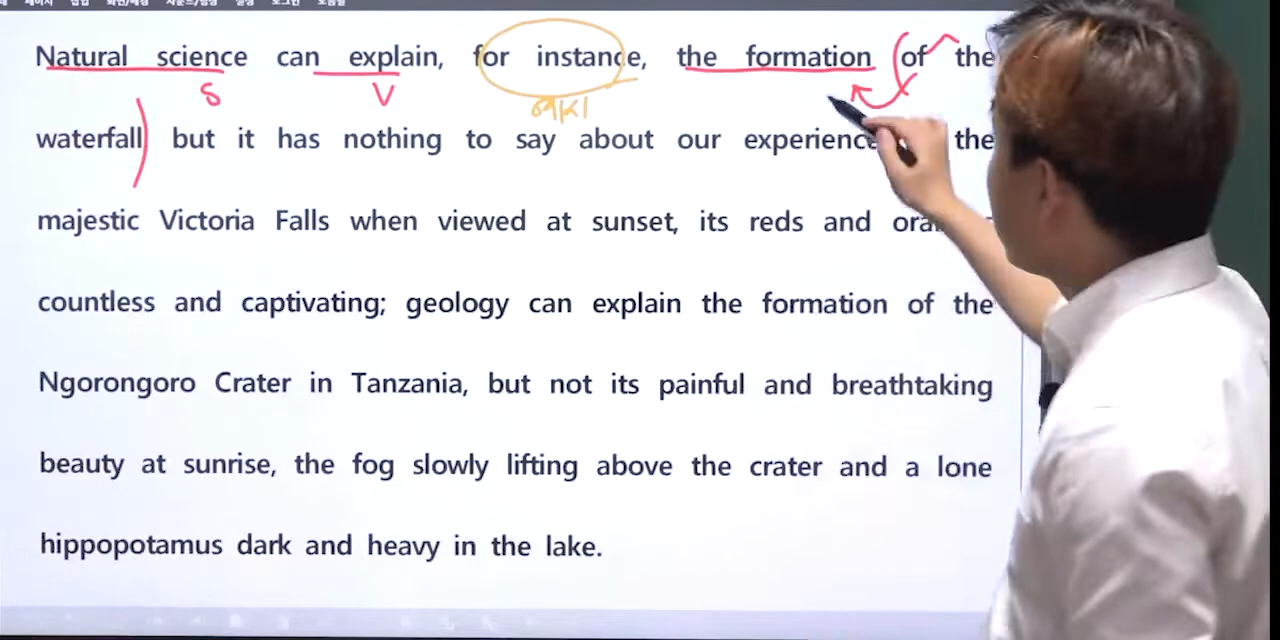 Natural science can explain, for instance, the formation of the
S V 예시
waterfall but it has nothing to say about our experience the
majestic Victoria Falls when viewed at sunset, its reds and
countless and captivating; geology can explain the formation of the
Ngorongoro Crater in Tanzania, but not its painful and breathtaking
beauty at sunrise, the fog slowly lifting above the crater and a lone
hippopotamus dark and heavy in the lake.